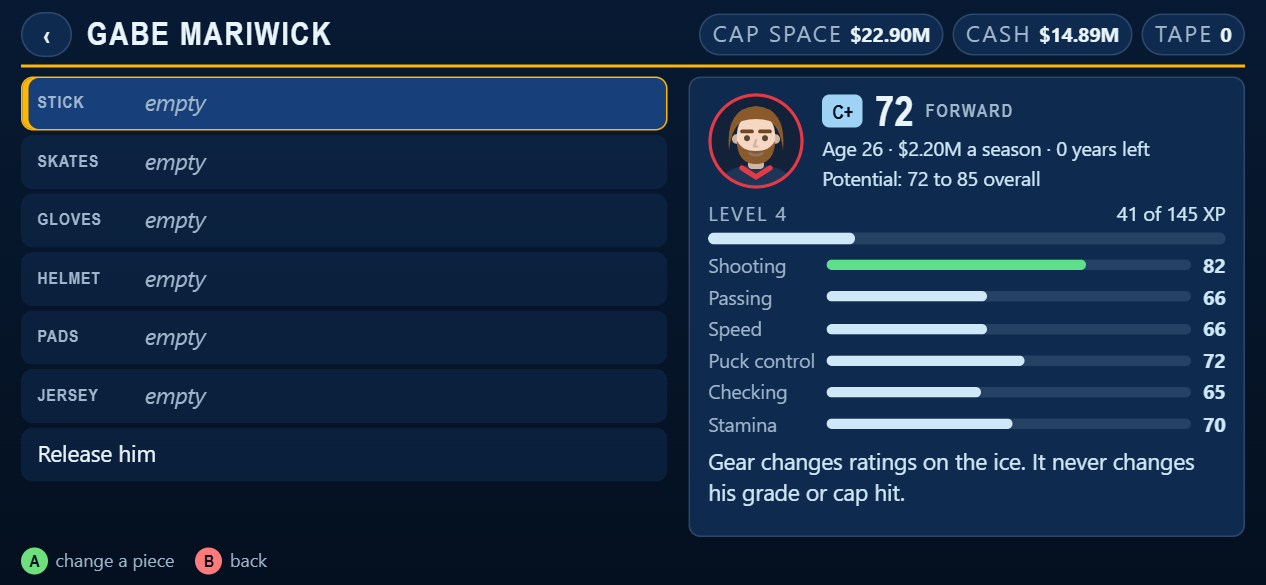 ‹ GABE MARIWICK CAP SPACE $22.90M CASH $14.89M TAPE 0
STICK empty
SKATES empty
GLOVES empty
HELMET empty
PADS empty
JERSEY empty
Release him
C+ 72 FORWARD
Age 26 · $2.20M a season · 0 years left
Potential: 72 to 85 overall
LEVEL 4 41 of 145 XP
Shooting 82
Passing 66
Speed 66
Puck control 72
Checking 65
Stamina 70
Gear changes ratings on the ice. It never changes
his grade or cap hit.
A change a piece B back